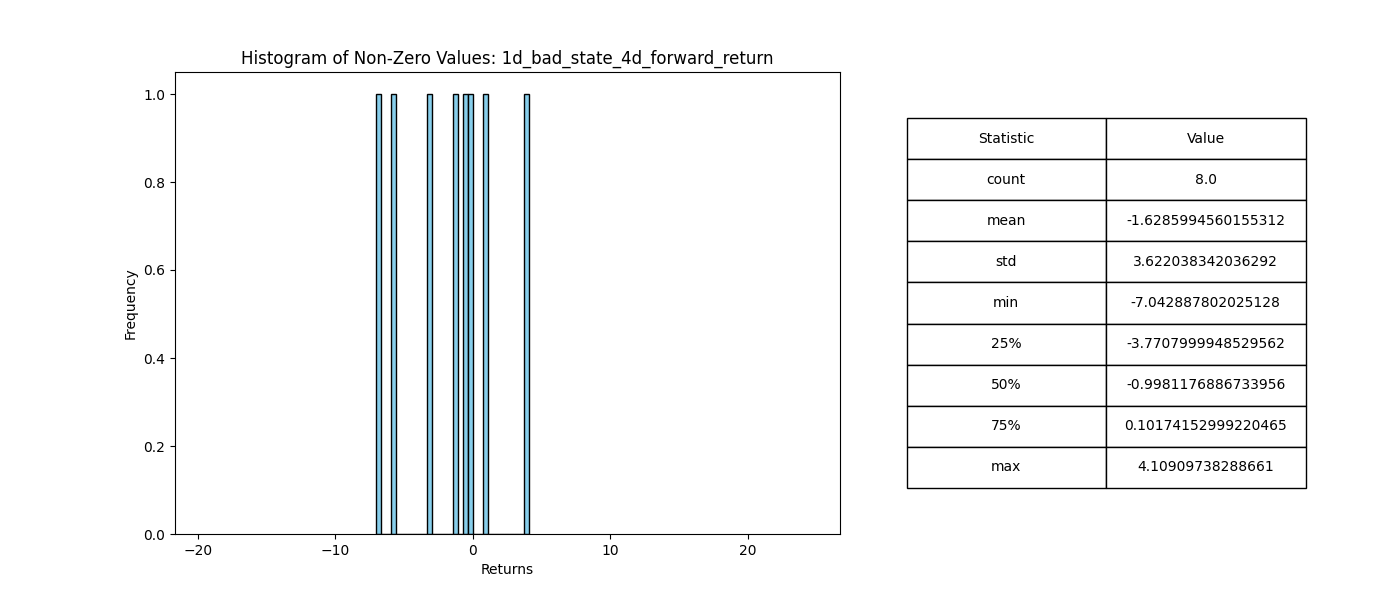 Histogram of Non-Zero Values: 1d_bad_state_4d_forward_return
Frequency
1.0
0.8
0.6
0.4
0.2
0.0
−20 −10 0 10 20
Returns
Statistic Value
count 8.0
mean -1.6285994560155312
std 3.622038342036292
min -7.042887802025128
25% -3.7707999948529562
50% -0.9981176886733956
75% 0.10174152999220465
max 4.10909738288661